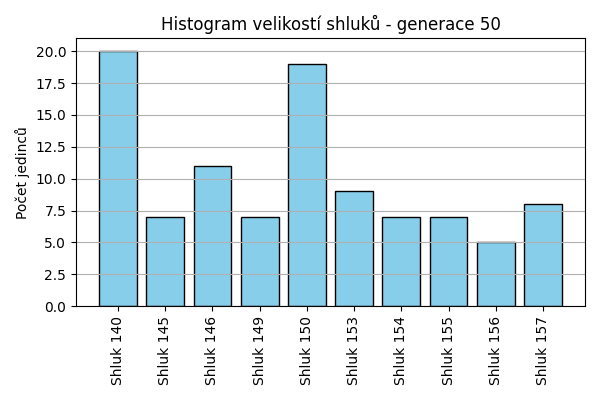 Histogram velikostí shluků - generace 50
Počet jedinců
20.0
17.5
15.0
12.5
10.0
7.5
5.0
2.5
0.0
Shluk 140
Shluk 145
Shluk 146
Shluk 149
Shluk 150
Shluk 153
Shluk 154
Shluk 155
Shluk 156
Shluk 157